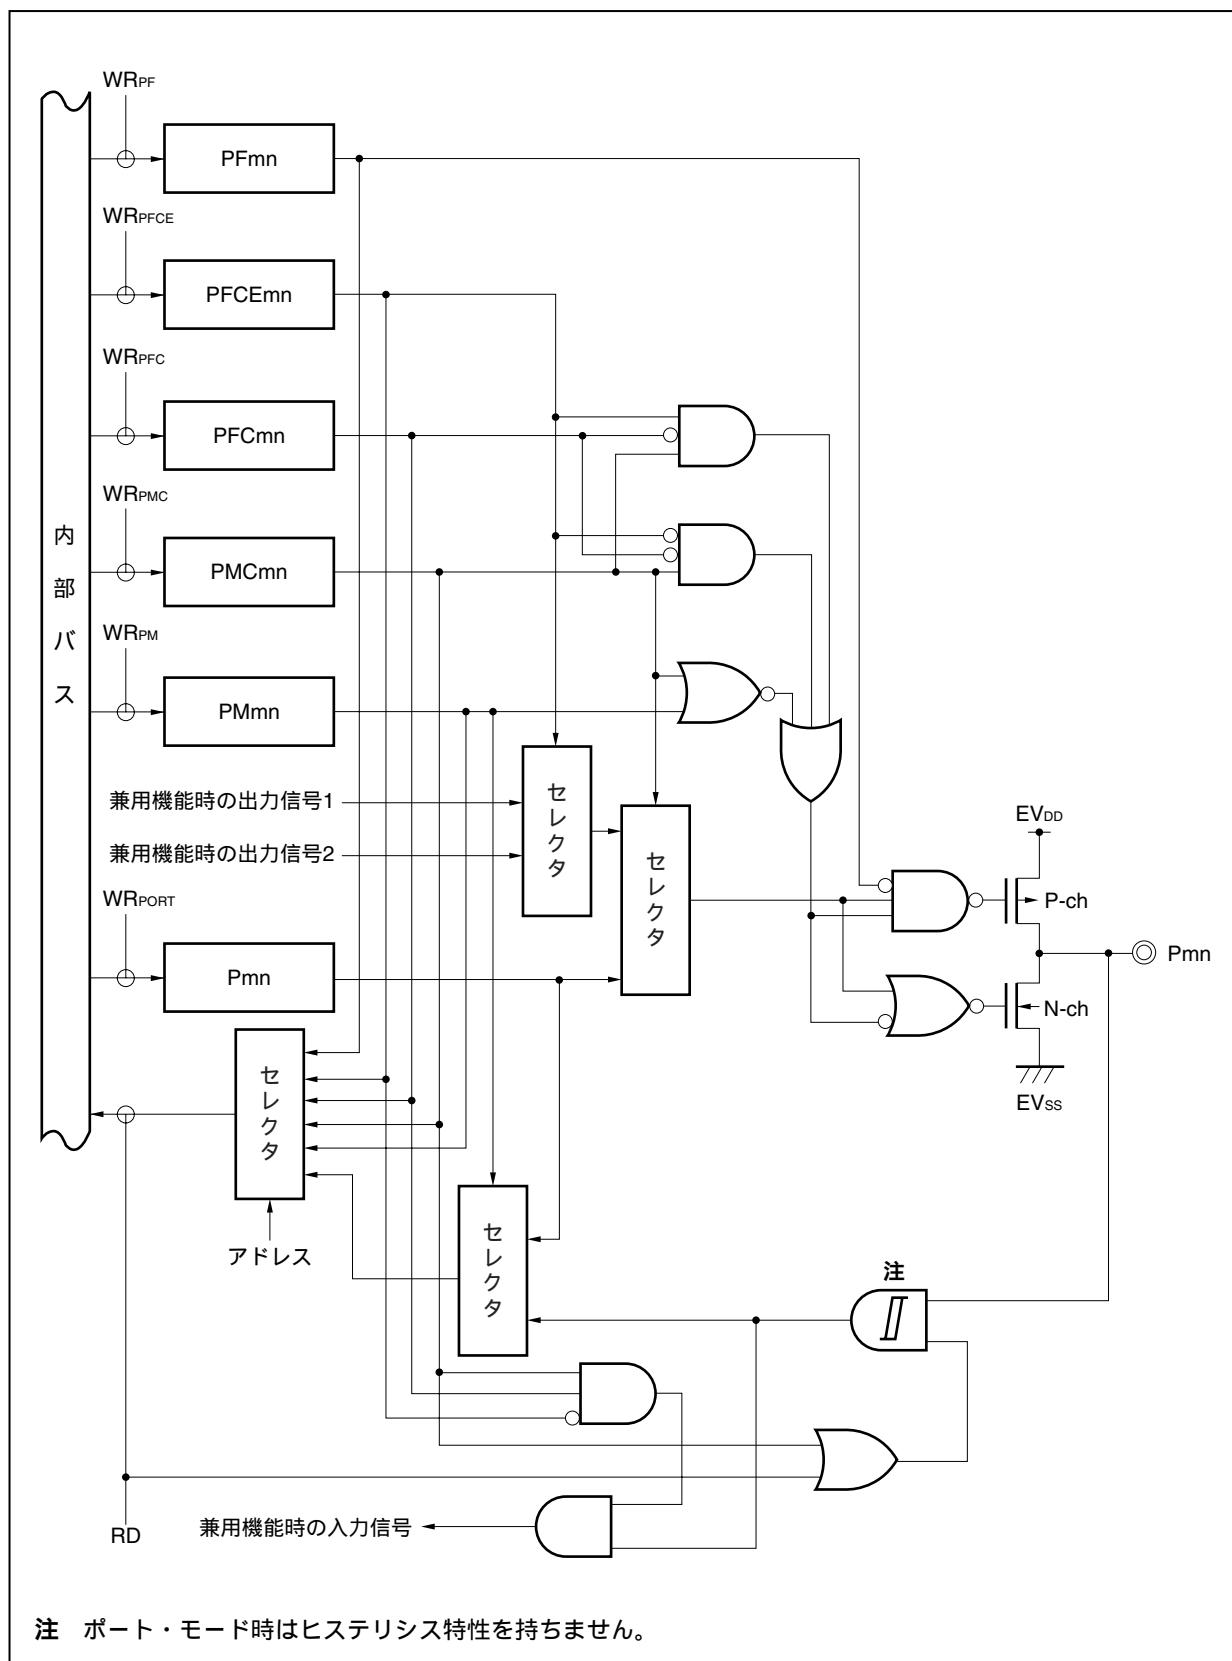 WRPF
PFmn
WRPFCE
PFCEmn
WRPFC
PFCmn
WRPMC
PMCmn
内部バス
WRPM
PMmn
兼用機能時の出力信号1
兼用機能時の出力信号2
セレクタ
セレクタ
EVDD
P-ch
WRPORT
Pmn
Pmn
N-ch
EVSS
セレクタ
アドレス
セレクタ
注
RD
兼用機能時の入力信号
注 ポート・モード時はヒステリシス特性を持ちません。